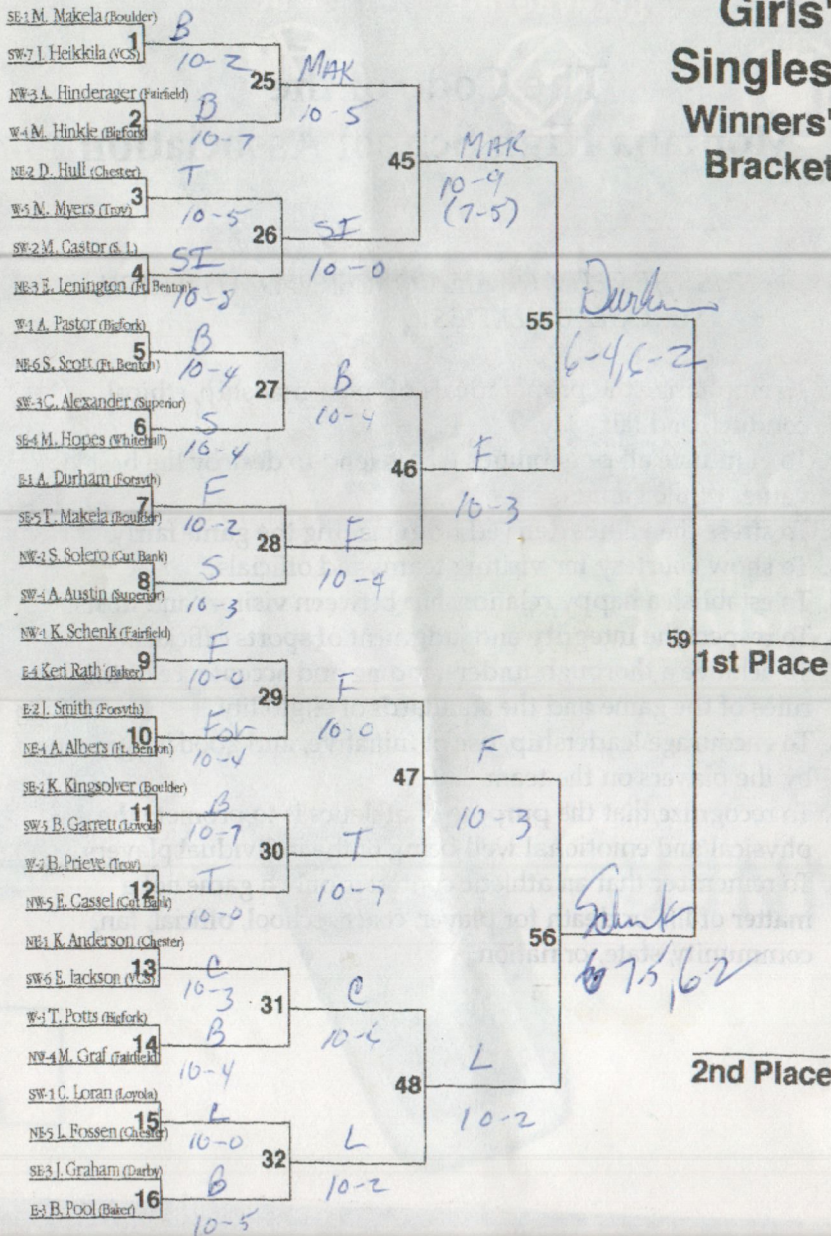 Girls'
Singles
Winners'
Bracket
SE-1 M. Makela (Boulder)
1
SW-7 I. Heikkila (VCS)
B
10-2
NW-3 A. Hinderager (Fairfield)
2
W-4 M. Hinkle (Bigfork)
B
10-7
NE-2 D. Hull (Chester)
3
W-5 N. Myers (Troy)
T
10-5
SW-2 M. Castor (S. I.)
4
NE-3 E. Lenington (Ft. Benton)
SI
10-8
W-1 A. Pastor (Bigfork)
5
NE-6 S. Scott (Ft. Benton)
B
10-4
SW-3 C. Alexander (Superior)
6
SE-4 M. Hopes (Whitehall)
S
10-4
E-1 A. Durham (Forsyth)
7
SE-5 T. Makela (Boulder)
F
10-2
NW-2 S. Solero (Cut Bank)
8
SW-4 A. Austin (Superior)
S
10-3
NW-1 K. Schenk (Fairfield)
9
E-4 Keri Rath (Baker)
F
10-0
E-2 J. Smith (Forsyth)
10
NE-4 A. Albers (Ft. Benton)
For
10-4
SE-2 K. Kingsolver (Boulder)
11
SW-5 B. Garrett (Loyola)
B
10-7
W-2 B. Prieve (Troy)
12
NW-5 E. Cassel (Cut Bank)
T
10-0
NE-1 K. Anderson (Chester)
13
SW-6 E. Jackson (VCS)
C
10-3
W-3 T. Potts (Bigfork)
14
NW-4 M. Graf (Fairfield)
B
10-4
SW-1 C. Loran (Loyola)
15
NE-5 L. Fossen (Chester)
L
10-0
SE-3 J. Graham (Darby)
16
E-3 B. Pool (Baker)
B
10-5
25
MAK
10-5
26
SI
10-0
27
B
10-4
28
F
10-4
29
F
10-0
30
T
10-7
31
C
32
L
10-2
45
MAK
10-9
(7-5)
46
F
10-3
47
F
10-3
48
L
10-2
55
Durham
6-4, 6-2
56
Schenk
7-5, 6-2
59
1st Place
2nd Place